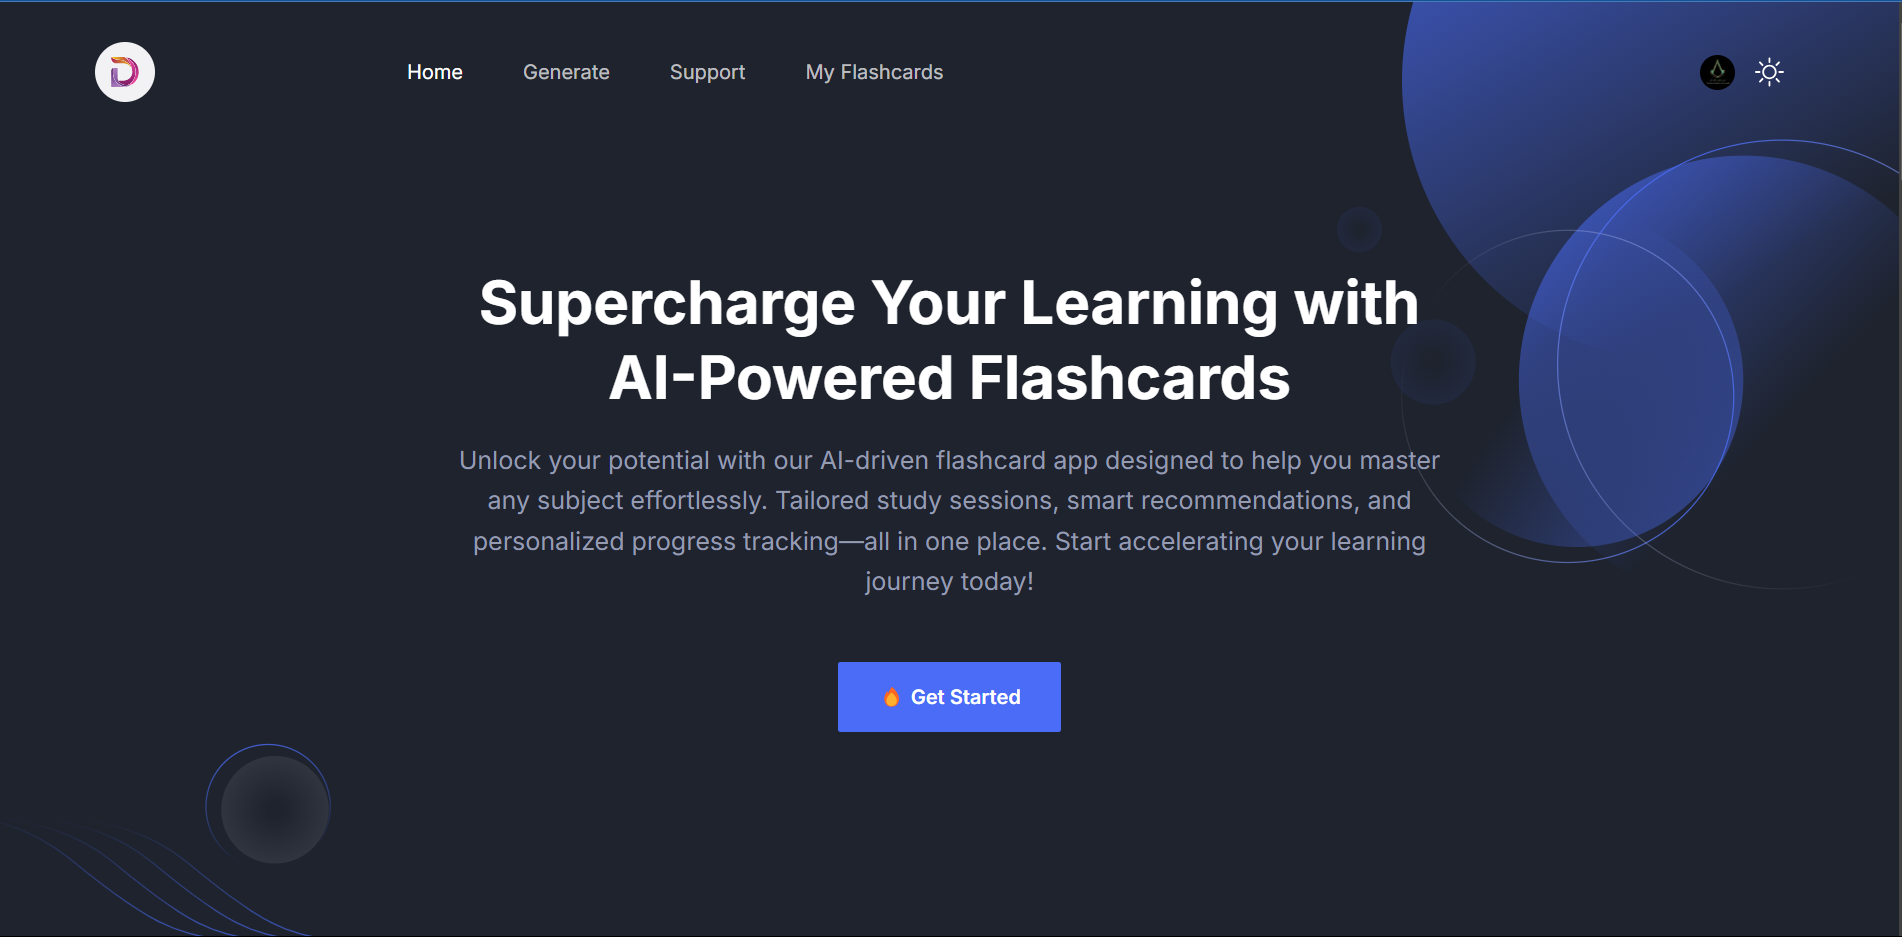 D
Home
Generate
Support
My Flashcards
Supercharge Your Learning with
AI-Powered Flashcards
Unlock your potential with our AI-driven flashcard app designed to help you master
any subject effortlessly. Tailored study sessions, smart recommendations, and
personalized progress tracking—all in one place. Start accelerating your learning
journey today!
Get Started